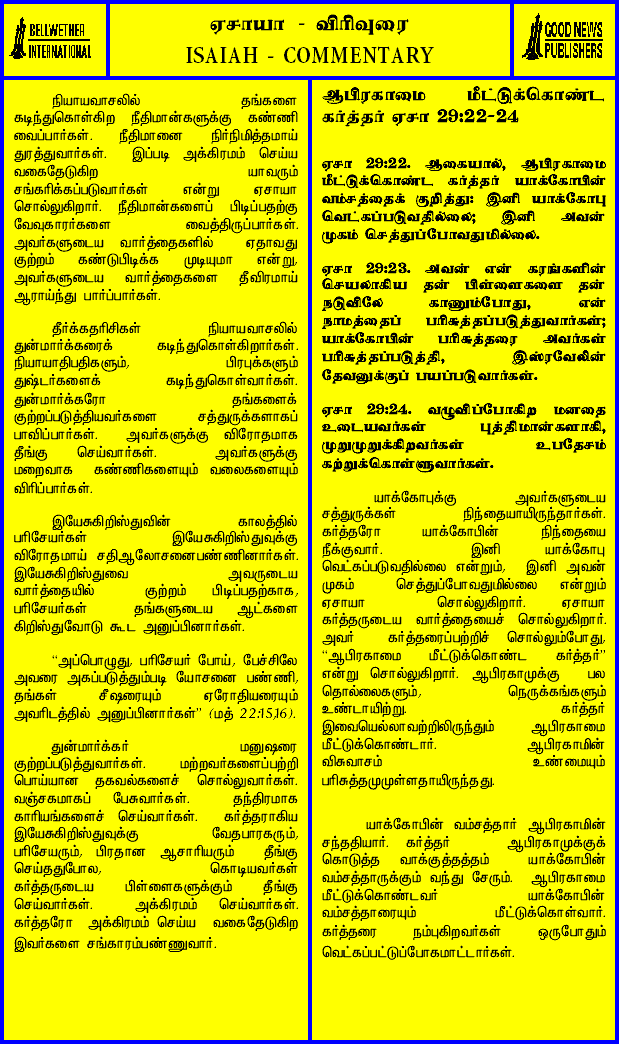 BELLWETHER
INTERNATIONAL
ஏசாயா - விரிவுரை
ISAIAH - COMMENTARY
GOOD NEWS
PUBLISHERS
நியாயவாசலில் தங்களை
கடிந்துகொள்கிற நீதிமான்களுக்கு கண்ணி
வைப்பார்கள். நீதிமானை நிர்நிமித்தமாய்
துரத்துவார்கள். இப்படி அக்கிரமம் செய்ய
வகைதேடுகிற யாவரும்
சங்கரிக்கப்படுவார்கள் என்று ஏசாயா
சொல்லுகிறார். நீதிமான்களைப் பிடிப்பதற்கு
வேவுகாரர்களை வைத்திருப்பார்கள்.
அவர்களுடைய வார்த்தைகளில் ஏதாவது
குற்றம் கண்டுபிடிக்க முடியுமா என்று,
அவர்களுடைய வார்த்தைகளை தீவிரமாய்
ஆராய்ந்து பார்ப்பார்கள்.
தீர்க்கதரிசிகள் நியாயவாசலில்
துன்மார்க்கரைக் கடிந்துகொள்கிறார்கள்.
நியாயாதிபதிகளும், பிரபுக்களும்
துஷ்டர்களைக் கடிந்துகொள்வார்கள்.
துன்மார்க்கரோ தங்களைக்
குற்றப்படுத்தியவர்களை சத்துருக்களாகப்
பாவிப்பார்கள். அவர்களுக்கு விரோதமாக
தீங்கு செய்வார்கள். அவர்களுக்கு
மறைவாக கண்ணிகளையும் வலைகளையும்
விரிப்பார்கள்.
இயேசுகிறிஸ்துவின் காலத்தில்
பரிசேயர்கள் இயேசுகிறிஸ்துவுக்கு
விரோதமாய் சதிஆலோசனைபண்ணினார்கள்.
இயேசுகிறிஸ்துவை அவருடைய
வார்த்தையில் குற்றம் பிடிப்பதற்காக,
பரிசேயர்கள் தங்களுடைய ஆட்களை
கிறிஸ்துவோடு கூட அனுப்பினார்கள்.
“அப்பொழுது, பரிசேயர் போய், பேச்சிலே
அவரை அகப்படுத்தும்படி யோசனை பண்ணி,
தங்கள் சீஷரையும் ஏரோதியரையும்
அவரிடத்தில் அனுப்பினார்கள்” (மத் 22:15,16).
துன்மார்க்கர் மனுஷரை
குற்றப்படுத்துவார்கள். மற்றவர்களைப்பற்றி
பொய்யான தகவல்களைச் சொல்லுவார்கள்.
வஞ்சகமாகப் பேசுவார்கள். தந்திரமாக
காரியங்களைச் செய்வார்கள். கர்த்தராகிய
இயேசுகிறிஸ்துவுக்கு வேதபாரகரும்,
பரிசேயரும், பிரதான ஆசாரியரும் தீங்கு
செய்ததுபோல, கொடியவர்கள்
கர்த்தருடைய பிள்ளைகளுக்கும் தீங்கு
செய்வார்கள். அக்கிரமம் செய்வார்கள்.
கர்த்தரோ அக்கிரமம் செய்ய வகைதேடுகிற
இவர்களை சங்காரம்பண்ணுவார்.
ஆபிரகாமை மீட்டுக்கொண்ட
கர்த்தர் ஏசா 29:22-24
ஏசா 29:22. ஆகையால், ஆபிரகாமை
மீட்டுக்கொண்ட கர்த்தர் யாக்கோபின்
வம்சத்தைக் குறித்து: இனி யாக்கோபு
வெட்கப்படுவதில்லை; இனி அவன்
முகம் செத்துப்போவதுமில்லை.
ஏசா 29:23. அவன் என் கரங்களின்
செயலாகிய தன் பிள்ளைகளை தன்
நடுவிலே காணும்போது, என்
நாமத்தைப் பரிசுத்தப்படுத்துவார்கள்;
யாக்கோபின் பரிசுத்தரை அவர்கள்
பரிசுத்தப்படுத்தி, இஸ்ரவேலின்
தேவனுக்குப் பயப்படுவார்கள்.
ஏசா 29:24. வழுவிப்போகிற மனதை
உடையவர்கள் புத்திமான்களாகி,
முறுமுறுக்கிறவர்கள் உபதேசம்
கற்றுக்கொள்ளுவார்கள்.
யாக்கோபுக்கு அவர்களுடைய
சத்துருக்கள் நிந்தையாயிருந்தார்கள்.
கர்த்தரோ யாக்கோபின் நிந்தையை
நீக்குவார். இனி யாக்கோபு
வெட்கப்படுவதில்லை என்றும், இனி அவன்
முகம் செத்துப்போவதுமில்லை என்றும்
ஏசாயா சொல்லுகிறார். ஏசாயா
கர்த்தருடைய வார்த்தையைச் சொல்லுகிறார்.
அவர் கர்த்தரைப்பற்றிச் சொல்லும்போது,
“ஆபிரகாமை மீட்டுக்கொண்ட கர்த்தர்”
என்று சொல்லுகிறார். ஆபிரகாமுக்கு பல
தொல்லைகளும், நெருக்கங்களும்
உண்டாயிற்று. கர்த்தர்
இவையெல்லாவற்றிலிருந்தும் ஆபிரகாமை
மீட்டுக்கொண்டார். ஆபிரகாமின்
விசுவாசம் உண்மையும்
பரிசுத்தமுமுள்ளதாயிருந்தது.
யாக்கோபின் வம்சத்தார் ஆபிரகாமின்
சந்ததியார். கர்த்தர் ஆபிரகாமுக்குக்
கொடுத்த வாக்குத்தத்தம் யாக்கோபின்
வம்சத்தாருக்கும் வந்து சேரும். ஆபிரகாமை
மீட்டுக்கொண்டவர் யாக்கோபின்
வம்சத்தாரையும் மீட்டுக்கொள்வார்.
கர்த்தரை நம்புகிறவர்கள் ஒருபோதும்
வெட்கப்பட்டுப்போகமாட்டார்கள்.